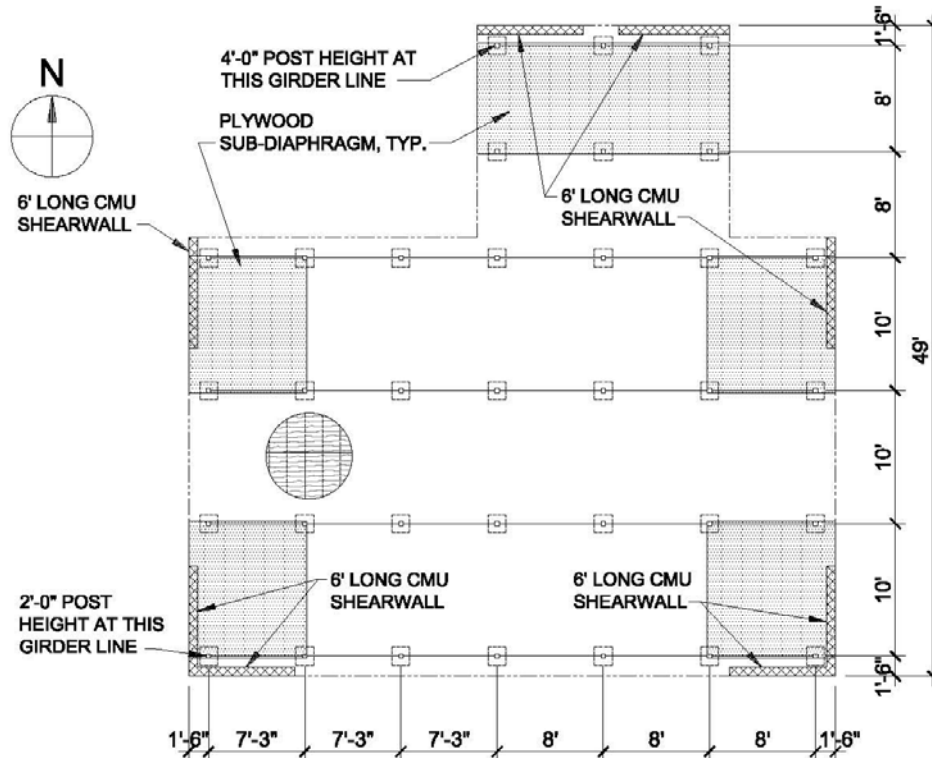 N
4'-0" POST HEIGHT AT
THIS GIRDER LINE
PLYWOOD
SUB-DIAPHRAGM, TYP.
6' LONG CMU
SHEARWALL
6' LONG CMU
SHEARWALL
1'-6"
8'
8'
10'
49'
10'
10'
1'-6"
2'-0" POST
HEIGHT AT THIS
GIRDER LINE
6' LONG CMU
SHEARWALL
6' LONG CMU
SHEARWALL
1'-6"
7'-3"
7'-3"
7'-3"
8'
8'
8'
1'-6"